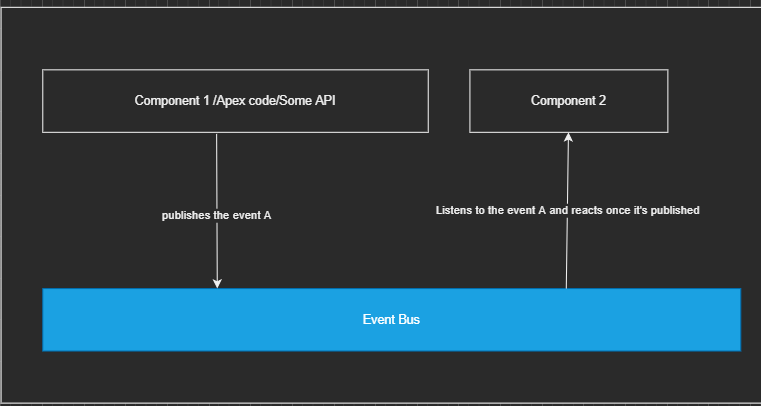 Component 1 /Apex code/Some API
Component 2
publishes the event A
Listens to the event A and reacts once it's published
Event Bus